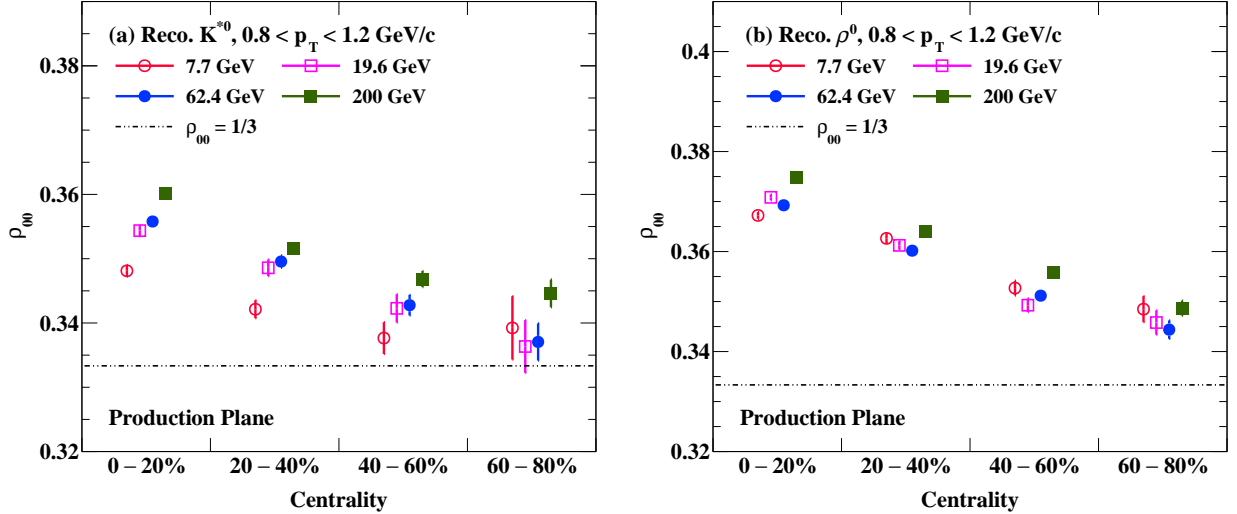 (a) Reco. K*0, 0.8 < pT < 1.2 GeV/c
7.7 GeV
19.6 GeV
62.4 GeV
200 GeV
ρ00 = 1/3
0.38
0.36
0.34
0.32
ρ00
Production Plane
0 – 20%
20 – 40%
40 – 60%
60 – 80%
Centrality
(b) Reco. ρ0, 0.8 < pT < 1.2 GeV/c
7.7 GeV
19.6 GeV
62.4 GeV
200 GeV
ρ00 = 1/3
0.4
0.38
0.36
0.34
0.32
ρ00
Production Plane
0 – 20%
20 – 40%
40 – 60%
60 – 80%
Centrality